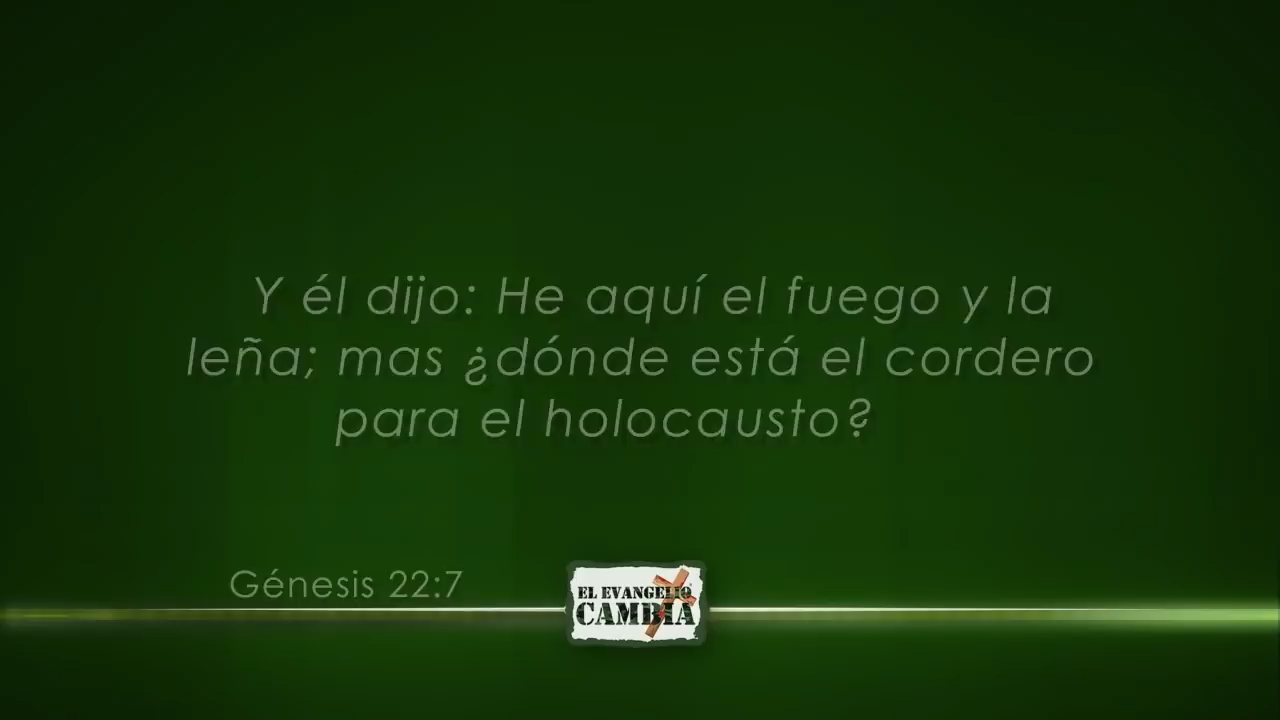 Y él dijo: He aquí el fuego y la
leña; mas ¿dónde está el cordero
para el holocausto?
Génesis 22:7
EL EVANGELIO
CAMBIA